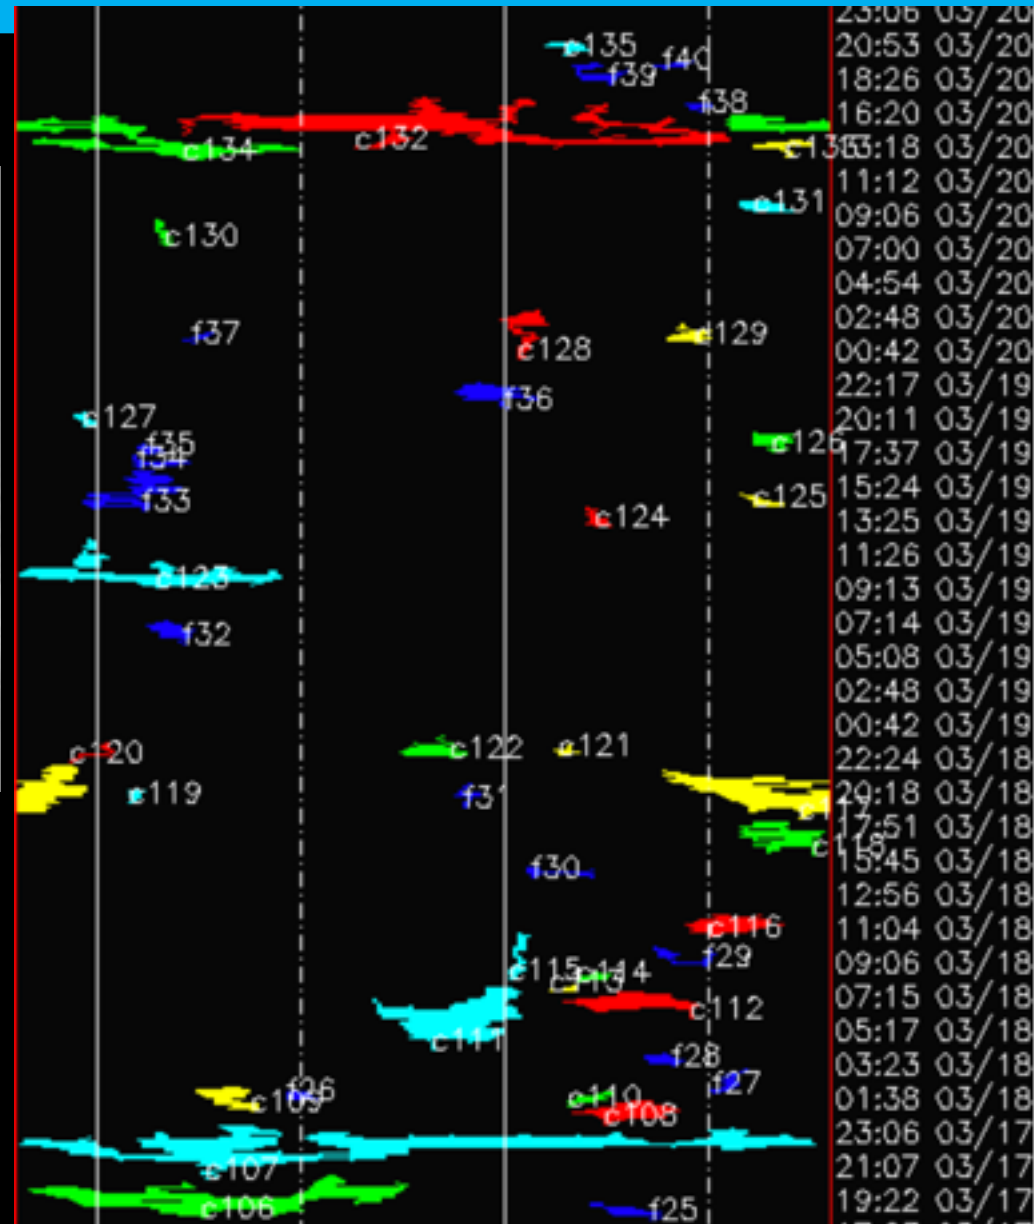 23:06 03/20
c135 20:53 03/20
f40
f39 18:26 03/20
f38 16:20 03/20
c132
c134 13:18 03/20
11:12 03/20
c131 09:06 03/20
c130 07:00 03/20
04:54 03/20
02:48 03/20
f37 c129
c128 00:42 03/20
f36 22:17 03/19
c127 20:11 03/19
f35 c126 17:37 03/19
f34
f33 c125 15:24 03/19
c124 13:25 03/19
11:26 03/19
c123 09:13 03/19
f32 07:14 03/19
05:08 03/19
02:48 03/19
00:42 03/19
c120 c122 c121 22:24 03/18
c119 f31 20:18 03/18
17:51 03/18
c118 15:45 03/18
f30
12:56 03/18
c116 11:04 03/18
f29 09:06 03/18
c115 c114
c113 07:15 03/18
c112
c111 05:17 03/18
f28 03:23 03/18
f27
f26 c110 01:38 03/18
c109
c108 23:06 03/17
c107 21:07 03/17
c106 f25 19:22 03/17